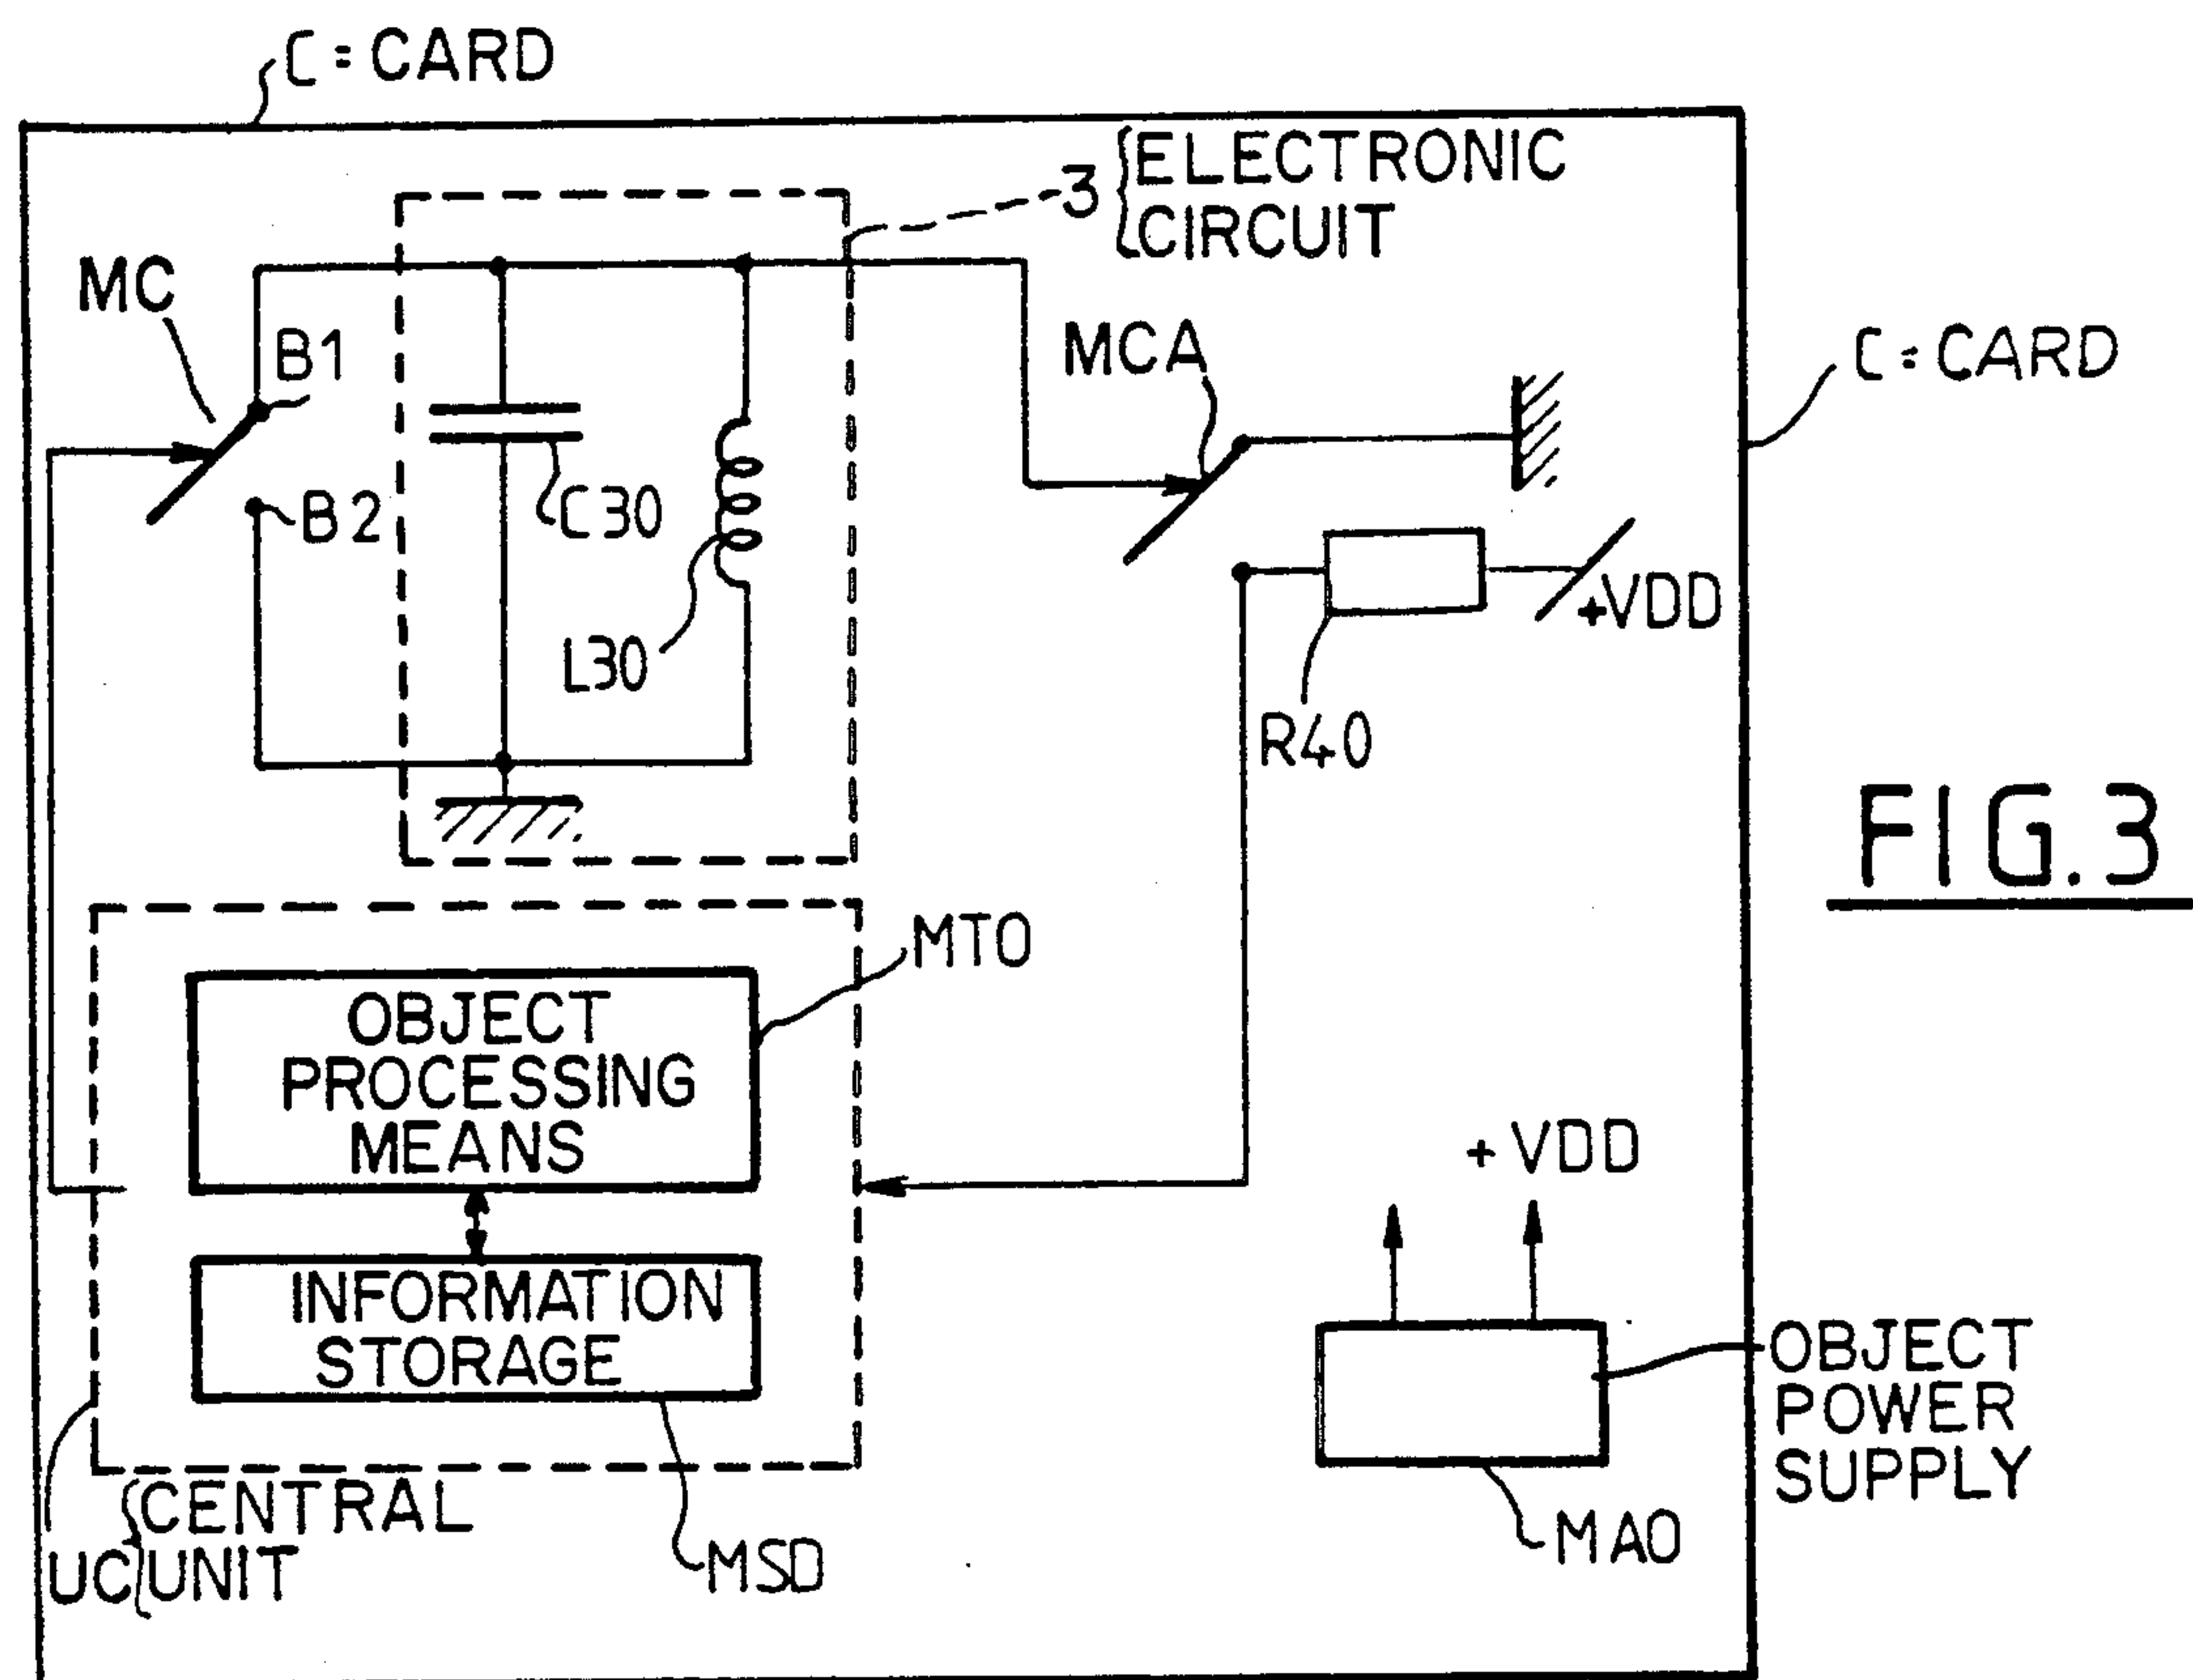 C = CARD
3 { ELECTRONIC
CIRCUIT
MC
B1
MCA
C = CARD
B2
C30
+VDD
L30
R40
FIG.3
MTO
OBJECT
PROCESSING
MEANS
+VDD
INFORMATION
STORAGE
OBJECT
POWER
SUPPLY
CENTRAL
UC { UNIT
MSD
MAO